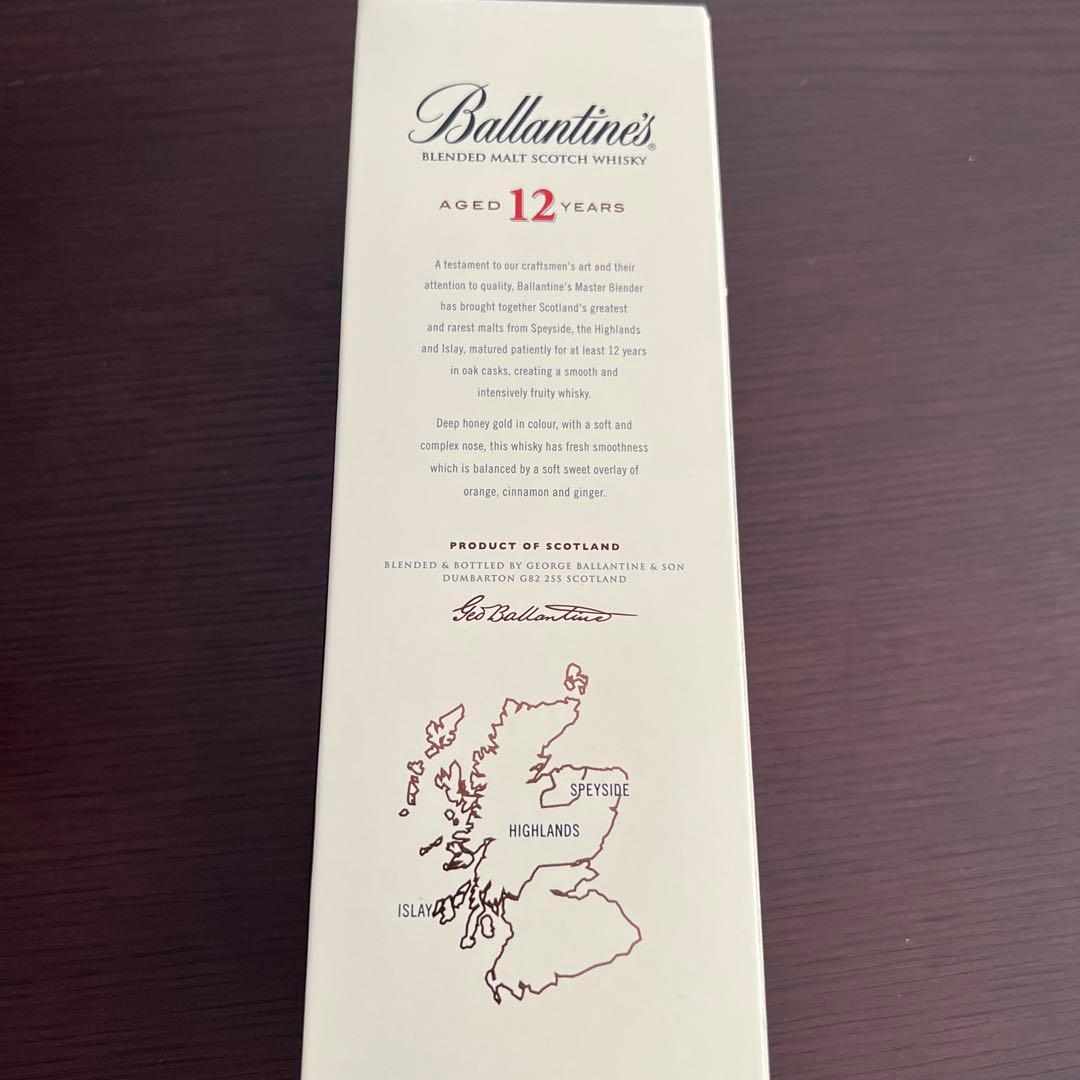 Ballantine's®
BLENDED MALT SCOTCH WHISKY
AGED 12 YEARS
A testament to our craftsmen's art and their
attention to quality, Ballantine's Master Blender
has brought together Scotland's greatest
and rarest malts from Speyside, the Highlands
and Islay, matured patiently for at least 12 years
in oak casks, creating a smooth and
intensively fruity whisky.
Deep honey gold in colour, with a soft and
complex nose, this whisky has fresh smoothness
which is balanced by a soft sweet overlay of
orange, cinnamon and ginger.
PRODUCT OF SCOTLAND
BLENDED & BOTTLED BY GEORGE BALLANTINE & SON
DUMBARTON G82 2SS SCOTLAND
Geo Ballantine
SPEYSIDE
HIGHLANDS
ISLAY